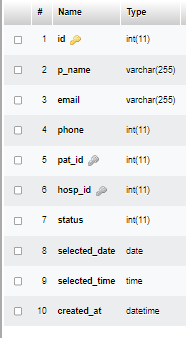 # Name Type
1 id int(11)
2 p_name varchar(255)
3 email varchar(255)
4 phone int(11)
5 pat_id int(11)
6 hosp_id int(11)
7 status int(11)
8 selected_date date
9 selected_time time
10 created_at datetime